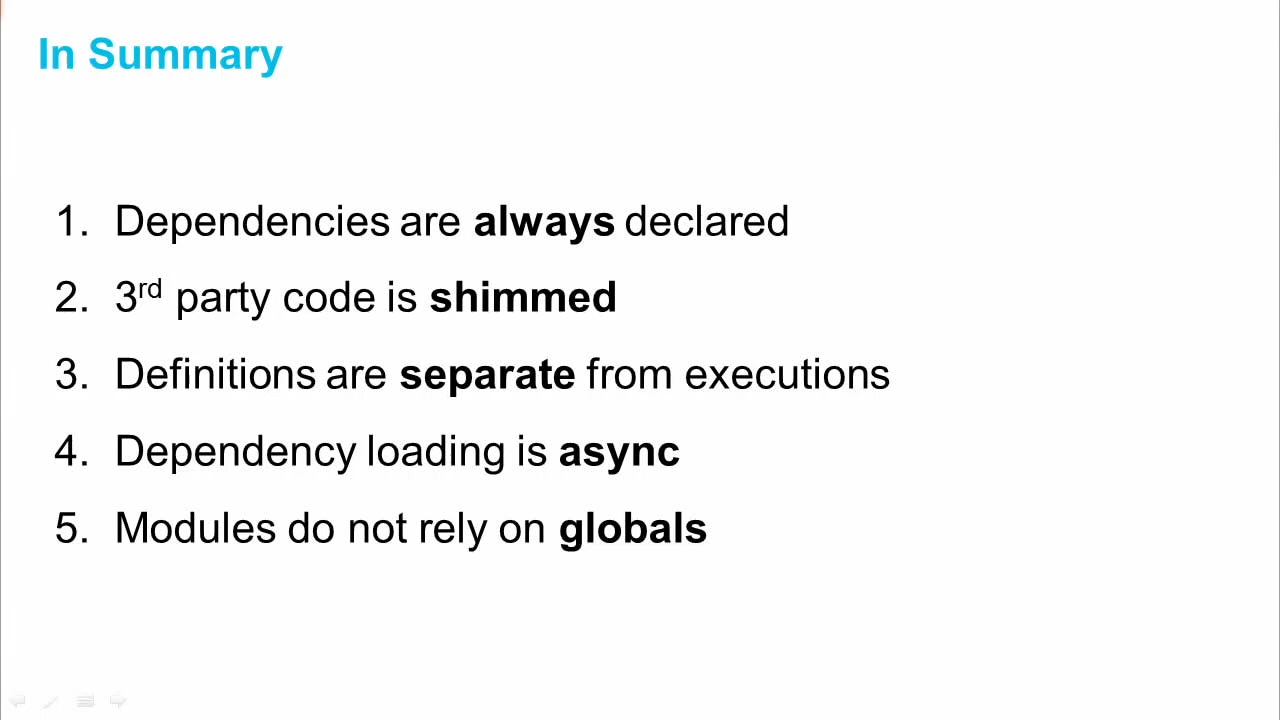 In Summary
1. Dependencies are always declared
2. 3rd party code is shimmed
3. Definitions are separate from executions
4. Dependency loading is async
5. Modules do not rely on globals